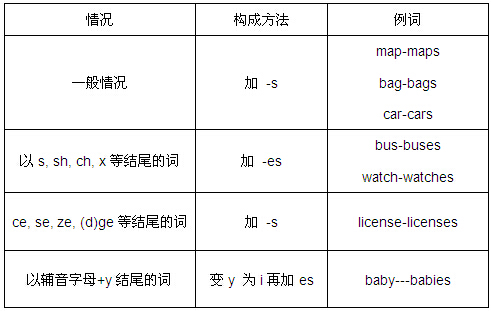 情况 构成方法 例词
一般情况 加 -s map-maps
bag-bags
car-cars
以 s, sh, ch, x 等结尾的词 加 -es bus-buses
watch-watches
ce, se, ze, (d)ge 等结尾的词 加 -s license-licenses
以辅音字母+y 结尾的词 变 y 为 i 再加 es baby---babies